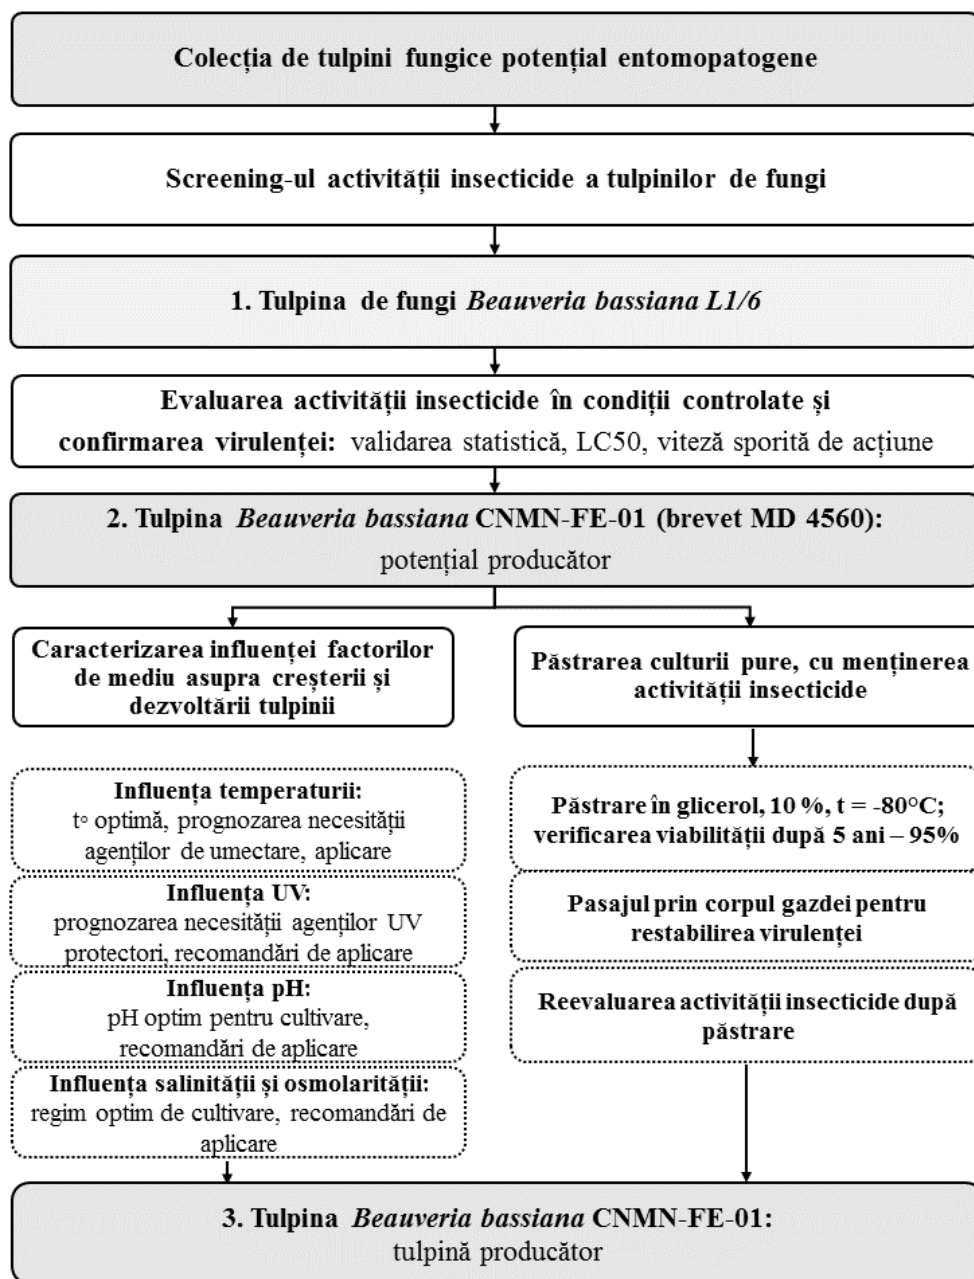 Colecția de tulpini fungice potențial entomopatogene
Screening-ul activității insecticide a tulpinilor de fungi
1. Tulpina de fungi Beauveria bassiana L1/6
Evaluarea activității insecticide în condiții controlate și
confirmarea virulenței: validarea statistică, LC50, viteză sporită de acțiune
2. Tulpina Beauveria bassiana CNMN-FE-01 (brevet MD 4560):
potențial producător
Caracterizarea influenței factorilor
de mediu asupra creșterii și
dezvoltării tulpinii
Influența temperaturii:
t° optimă, prognozarea necesității
agenților de umectare, aplicare
Influența UV:
prognozarea necesității agenților UV
protectori, recomandări de aplicare
Influența pH:
pH optim pentru cultivare,
recomandări de aplicare
Influența salinității și osmolarității:
regim optim de cultivare, recomandări de
aplicare
Păstrarea culturii pure, cu menținerea
activității insecticide
Păstrare în glicerol, 10 %, t = -80°C;
verificarea viabilității după 5 ani – 95%
Pasajul prin corpul gazdei pentru
restabilirea virulenței
Reevaluarea activității insecticide după
păstrare
3. Tulpina Beauveria bassiana CNMN-FE-01:
tulpină producător